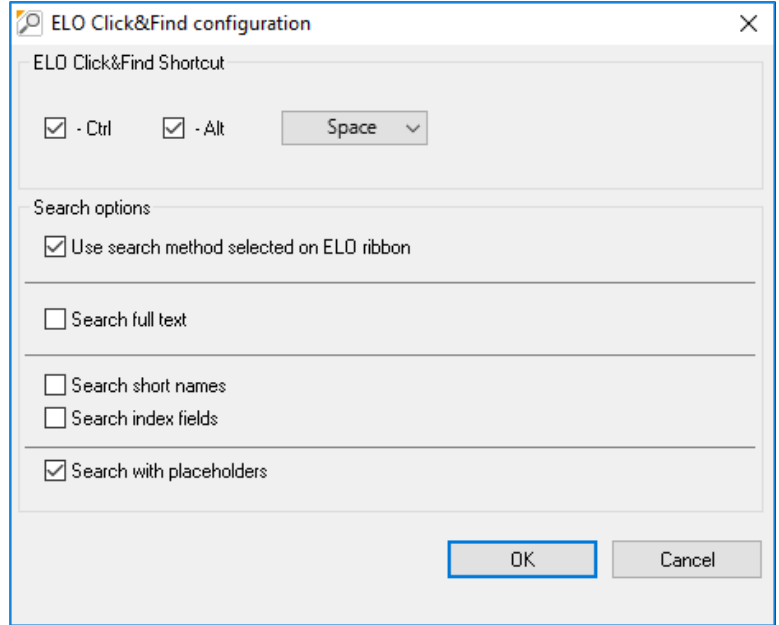 ELO Click&Find configuration
ELO Click&Find Shortcut
- Ctrl - Alt Space
Search options
Use search method selected on ELO ribbon
Search full text
Search short names
Search index fields
Search with placeholders
OK Cancel